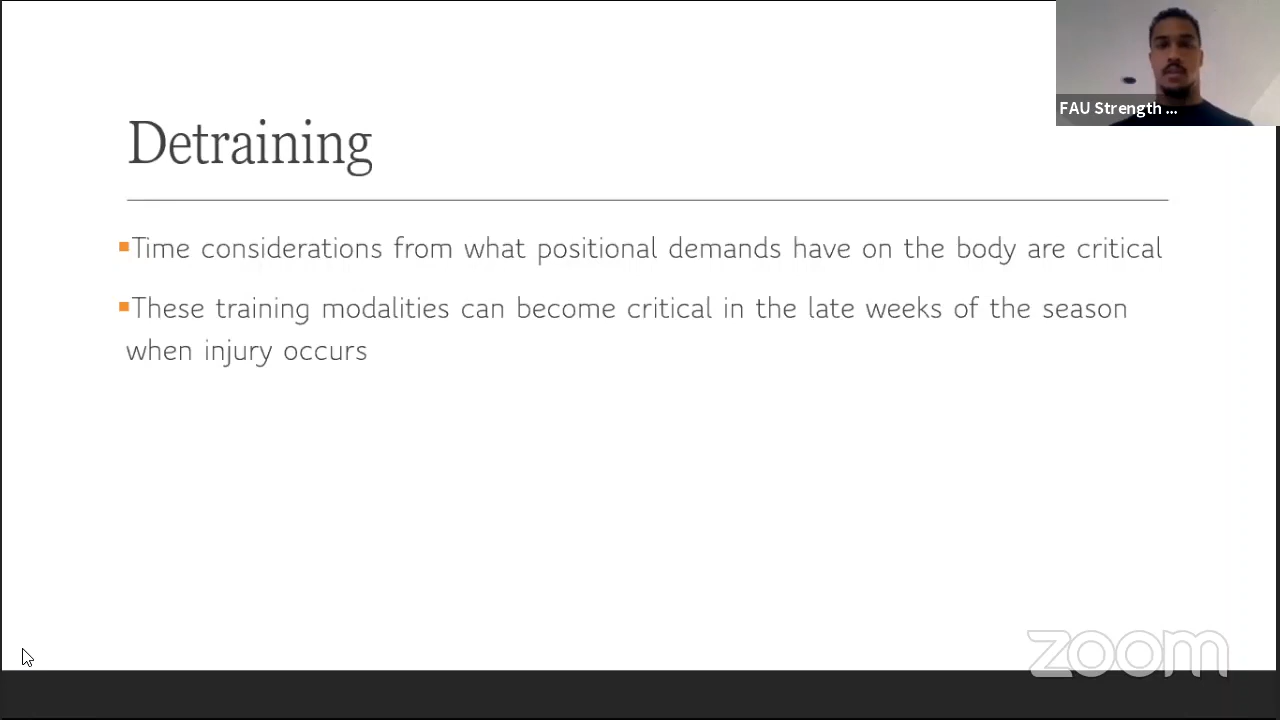 FAU Strength ...
Detraining
Time considerations from what positional demands have on the body are critical
These training modalities can become critical in the late weeks of the season
when injury occurs
zoom